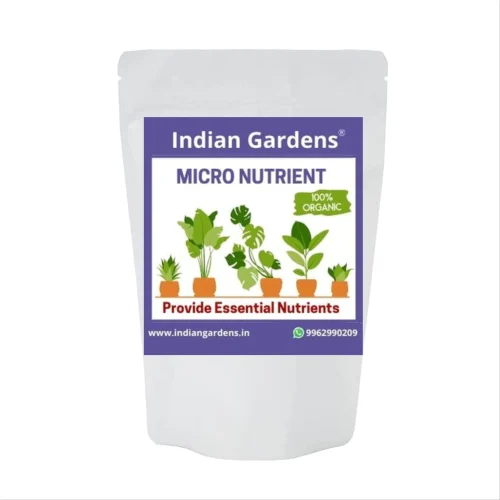 Indian Gardens®
MICRO NUTRIENT
100%
ORGANIC
Provide Essential Nutrients
www.indiangardens.in
9962990209